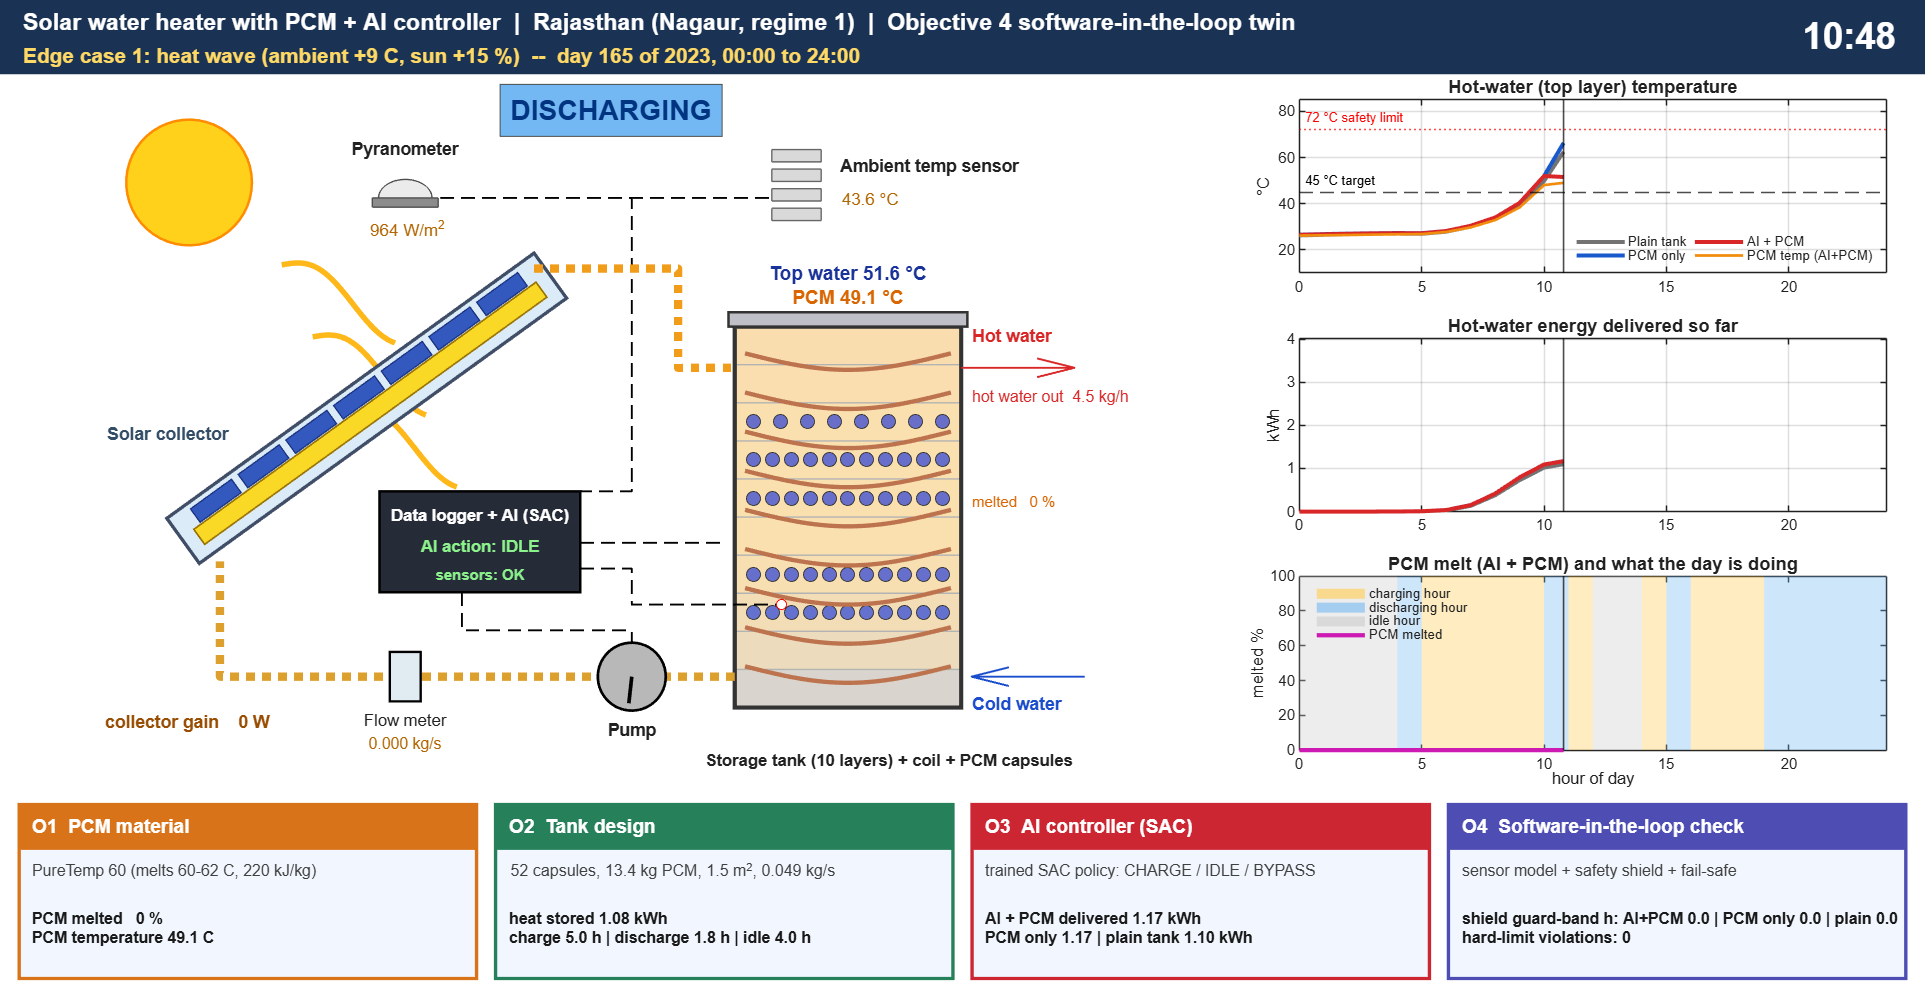 Solar water heater with PCM + AI controller | Rajasthan (Nagaur, regime 1) | Objective 4 software-in-the-loop twin
Edge case 1: heat wave (ambient +9 C, sun +15 %) -- day 165 of 2023, 00:00 to 24:00
10:48
DISCHARGING
Pyranometer
964 W/m²
Ambient temp sensor
43.6 °C
Top water 51.6 °C
PCM 49.1 °C
Hot water
hot water out 4.5 kg/h
melted 0 %
Solar collector
Data logger + AI (SAC)
AI action: IDLE
sensors: OK
Cold water
collector gain 0 W
Flow meter
0.000 kg/s
Pump
Storage tank (10 layers) + coil + PCM capsules
Hot-water (top layer) temperature
80
60
40
20
°C
72 °C safety limit
45 °C target
Plain tank
AI + PCM
PCM only
PCM temp (AI+PCM)
0 5 10 15 20
Hot-water energy delivered so far
4
3
2
1
0
kWh
0 5 10 15 20
PCM melt (AI + PCM) and what the day is doing
100
80
60
40
20
0
melted %
charging hour
discharging hour
idle hour
PCM melted
0 5 10 15 20
hour of day
O1 PCM material
PureTemp 60 (melts 60-62 C, 220 kJ/kg)
PCM melted 0 %
PCM temperature 49.1 C
O2 Tank design
52 capsules, 13.4 kg PCM, 1.5 m², 0.049 kg/s
heat stored 1.08 kWh
charge 5.0 h | discharge 1.8 h | idle 4.0 h
O3 AI controller (SAC)
trained SAC policy: CHARGE / IDLE / BYPASS
AI + PCM delivered 1.17 kWh
PCM only 1.17 | plain tank 1.10 kWh
O4 Software-in-the-loop check
sensor model + safety shield + fail-safe
shield guard-band h: AI+PCM 0.0 | PCM only 0.0 | plain 0.0
hard-limit violations: 0